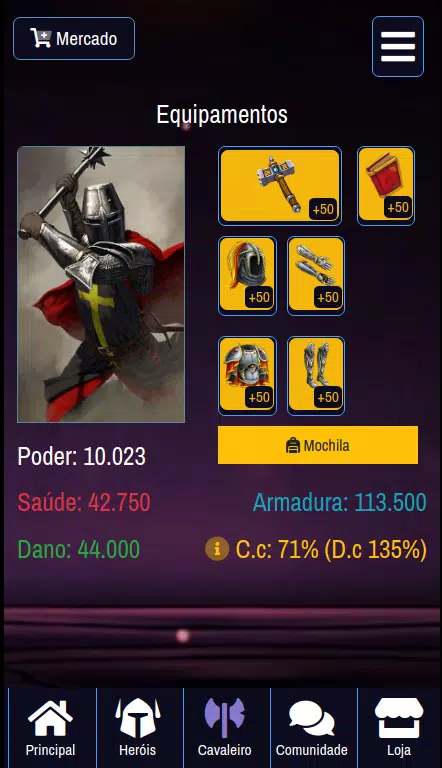 Mercado
Equipamentos
+50
+50
+50
+50
+50
+50
Mochila
Poder: 10.023
Saúde: 42.750
Armadura: 113.500
Dano: 44.000
C.c: 71% (D.c 135%)
Principal
Heróis
Cavaleiro
Comunidade
Loja